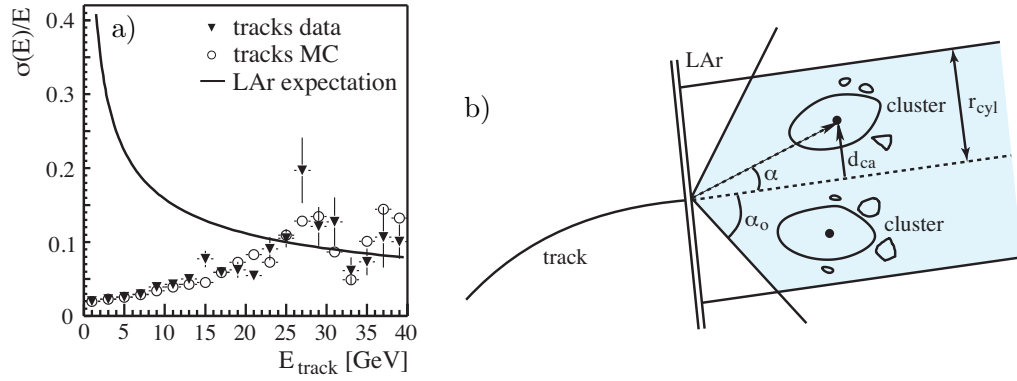 a)
σ(E)/E
tracks data
tracks MC
LAr expectation
0.4
0.3
0.2
0.1
0
0 5 10 15 20 25 30 35 40
E_track [GeV]
b)
LAr
cluster
r_cyl
d_ca
α
α_o
cluster
track